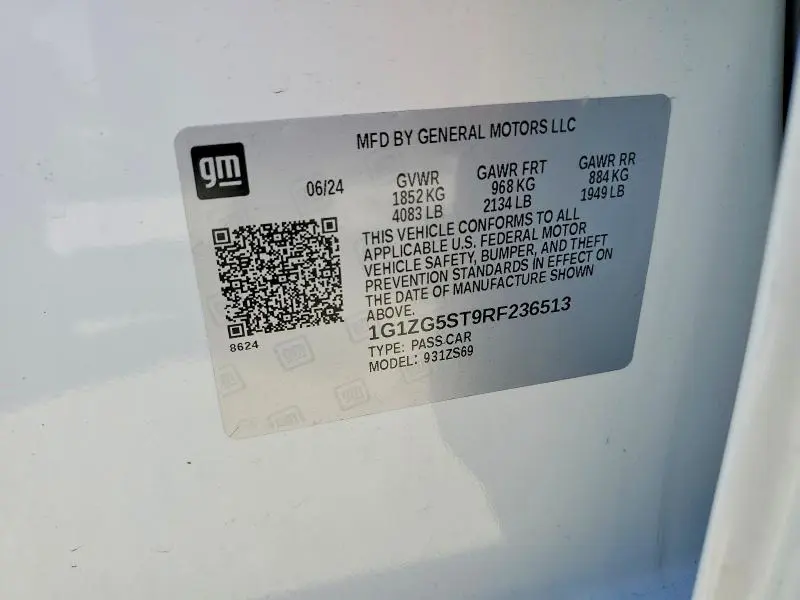 MFD BY GENERAL MOTORS LLC
gm
06/24
GVWR
1852 KG
4083 LB
GAWR FRT
968 KG
2134 LB
GAWR RR
884 KG
1949 LB
THIS VEHICLE CONFORMS TO ALL
APPLICABLE U.S. FEDERAL MOTOR
VEHICLE SAFETY, BUMPER, AND THEFT
PREVENTION STANDARDS IN EFFECT ON
THE DATE OF MANUFACTURE SHOWN
ABOVE.
1G1ZG5ST9RF236513
TYPE: PASS CAR
MODEL: 931ZS69
8624